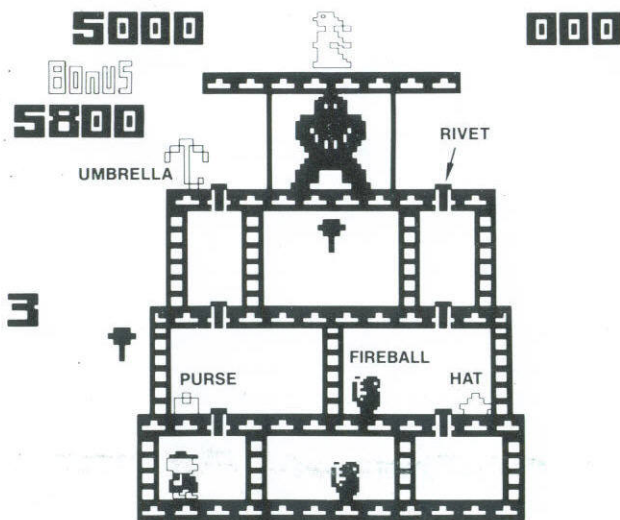 5000
000
Bonus
5800
RIVET
UMBRELLA
3
FIREBALL
PURSE
HAT